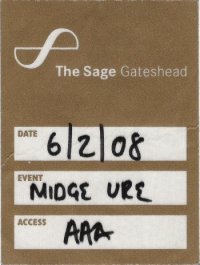 The Sage Gateshead
DATE
6/2/08
EVENT
MIDGE URE
ACCESS
AAA